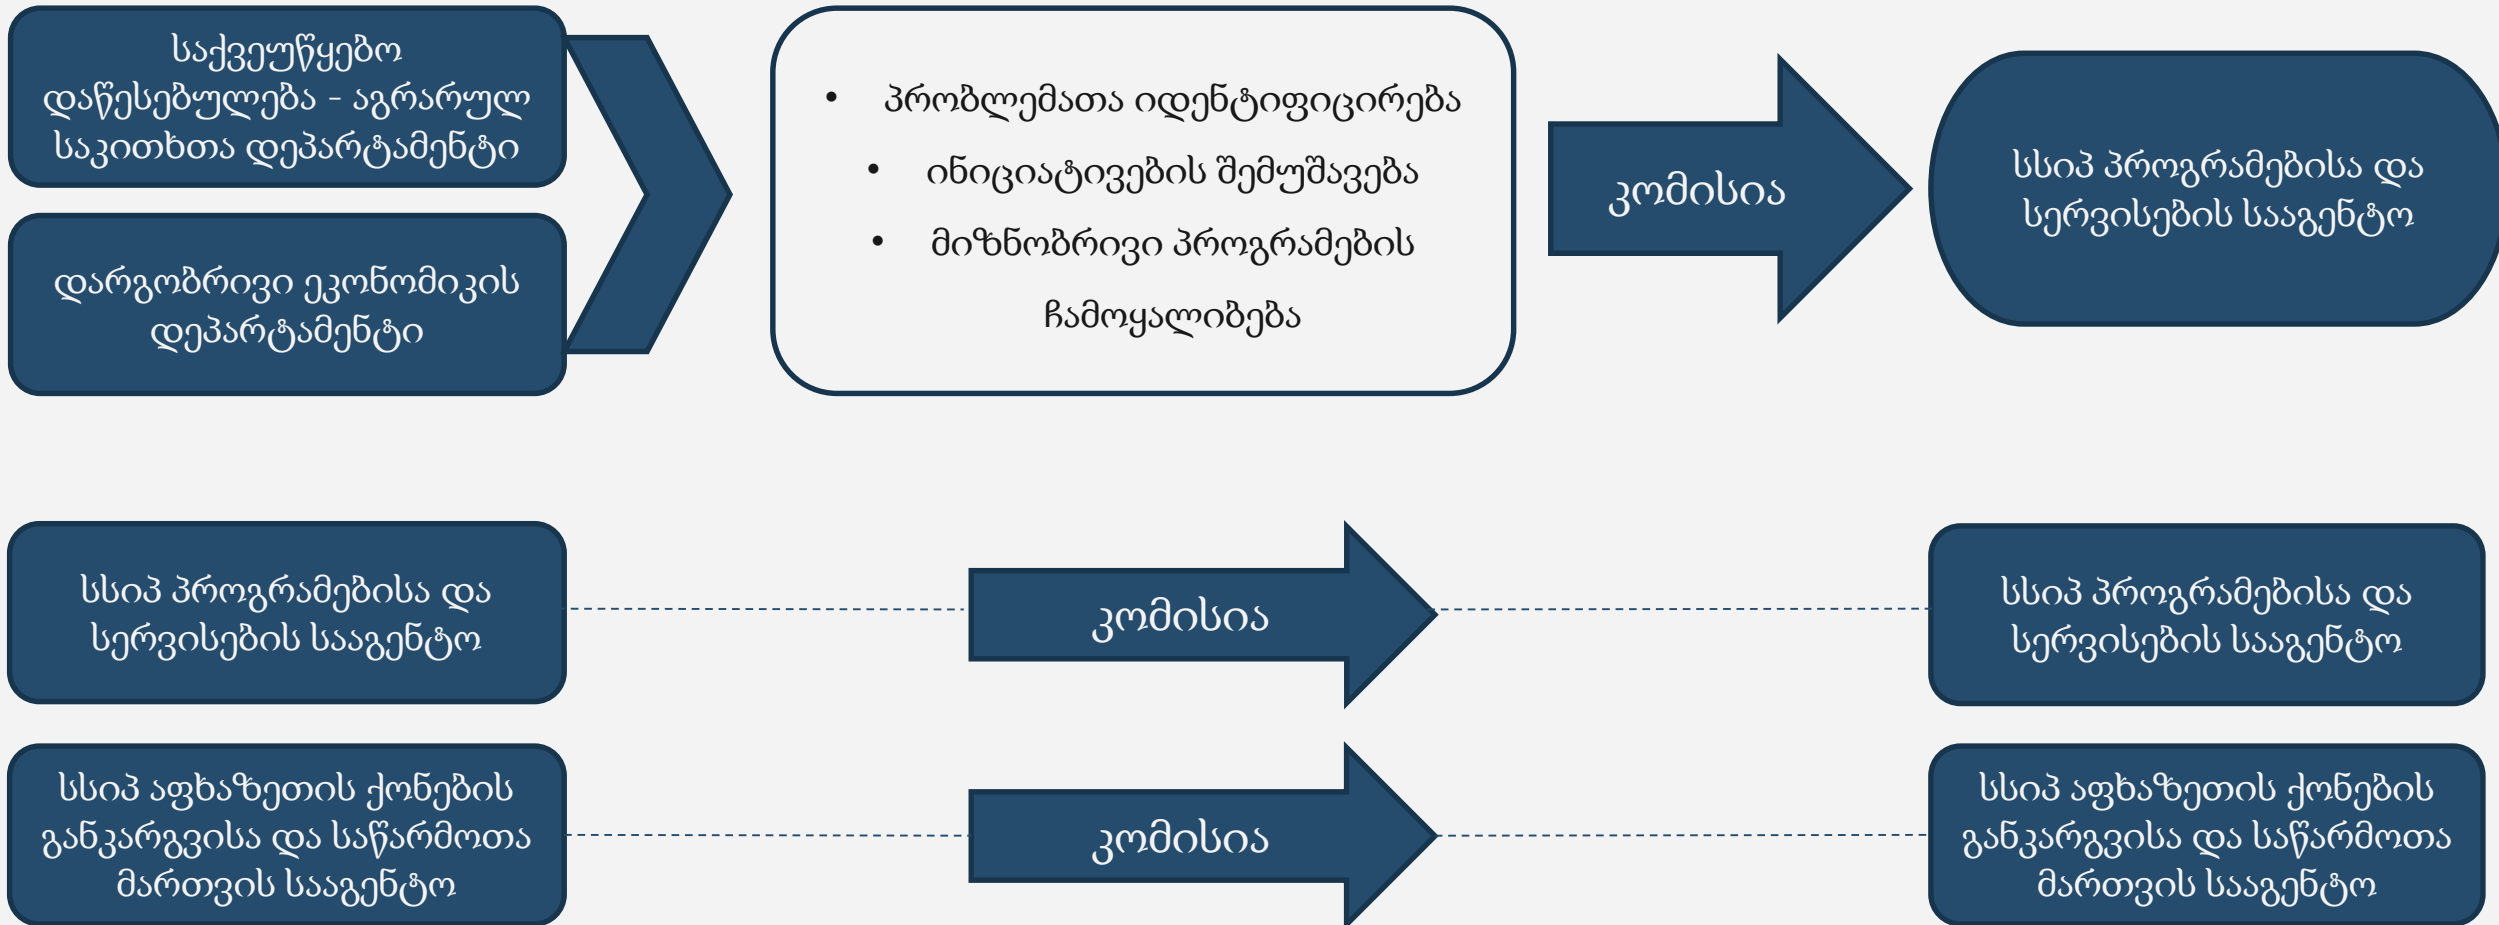 საქვეუწყებო
დაწესებულება - აგრარულ
საკითხთა დეპარტამენტი
დარგობრივი ეკონომიკის
დეპარტამენტი
• პრობლემათა იდენტიფიცირება
• ინიციატივების შემუშავება
• მიზნობრივი პროგრამების
ჩამოყალიბება
კომისია
სსიპ პროგრამებისა და
სერვისების სააგენტო
სსიპ პროგრამებისა და
სერვისების სააგენტო
კომისია
სსიპ პროგრამებისა და
სერვისების სააგენტო
სსიპ აფხაზეთის ქონების
განკარგვისა და საწარმოთა
მართვის სააგენტო
კომისია
სსიპ აფხაზეთის ქონების
განკარგვისა და საწარმოთა
მართვის სააგენტო